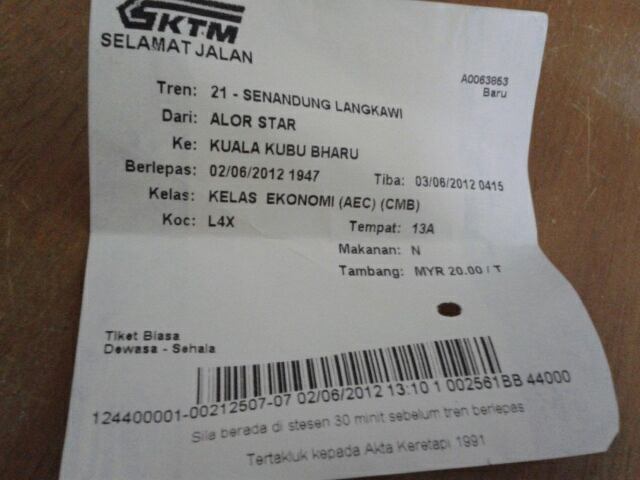 KTM
SELAMAT JALAN
A0063863
Baru
Tren: 21 - SENANDUNG LANGKAWI
Dari: ALOR STAR
Ke: KUALA KUBU BHARU
Berlepas: 02/06/2012 1947 Tiba: 03/06/2012 0415
Kelas: KELAS EKONOMI (AEC) (CMB)
Koc: L4X Tempat: 13A
Makanan: N
Tambang: MYR 20.00 / T
Tiket Biasa
Dewasa - Sehala
124400001-00212507-07 02/06/2012 13:10 1 002561BB 44000
Sila berada di stesen 30 minit sebelum tren berlepas
Tertakluk kepada Akta Keretapi 1991